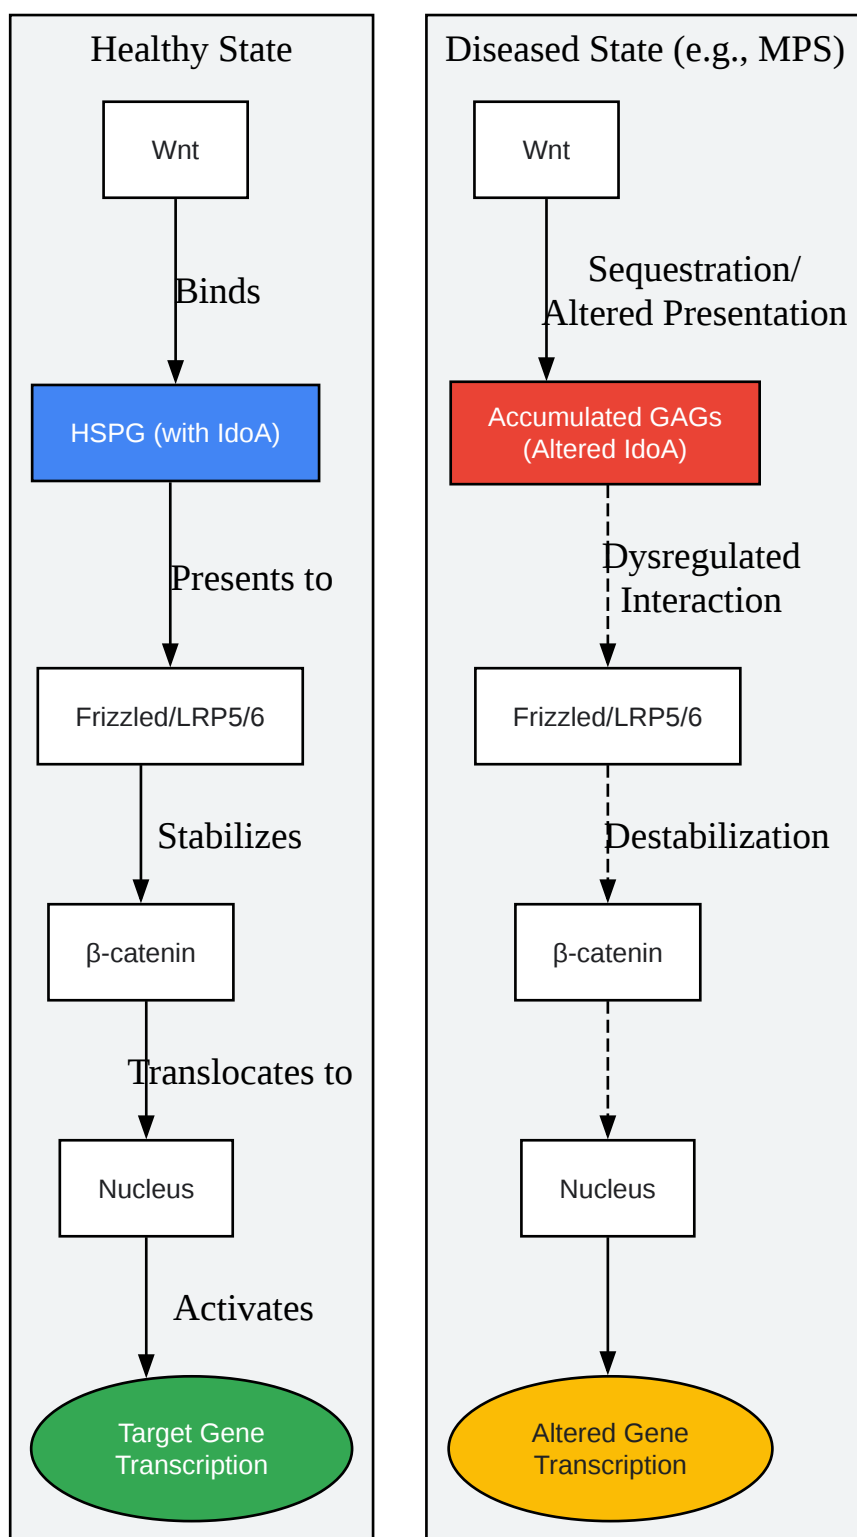 Healthy State
Wnt
Binds
HSPG (with IdoA)
Presents to
Frizzled/LRP5/6
Stabilizes
β-catenin
Translocates to
Nucleus
Activates
Target Gene
Transcription
Diseased State (e.g., MPS)
Wnt
Sequestration/
Altered Presentation
Accumulated GAGs
(Altered IdoA)
Dysregulated
Interaction
Frizzled/LRP5/6
Destabilization
β-catenin
Nucleus
Altered Gene
Transcription